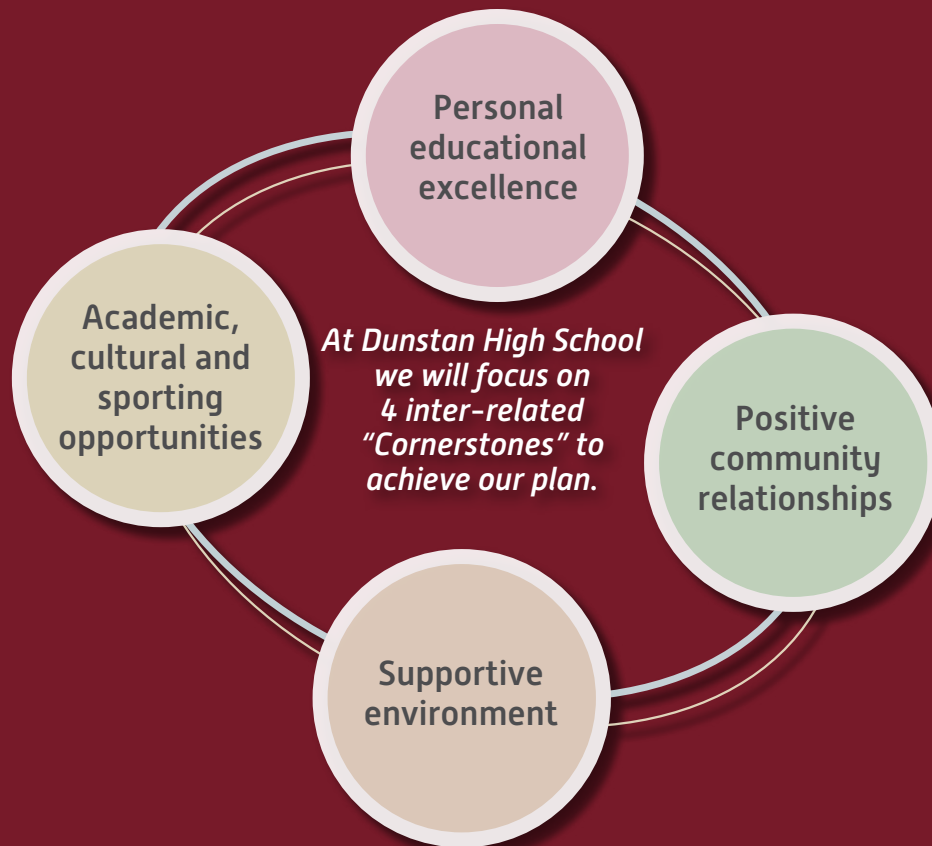 Personal
educational
excellence
Academic,
cultural and
sporting
opportunities
At Dunstan High School
we will focus on
4 inter-related
“Cornerstones” to
achieve our plan.
Positive
community
relationships
Supportive
environment